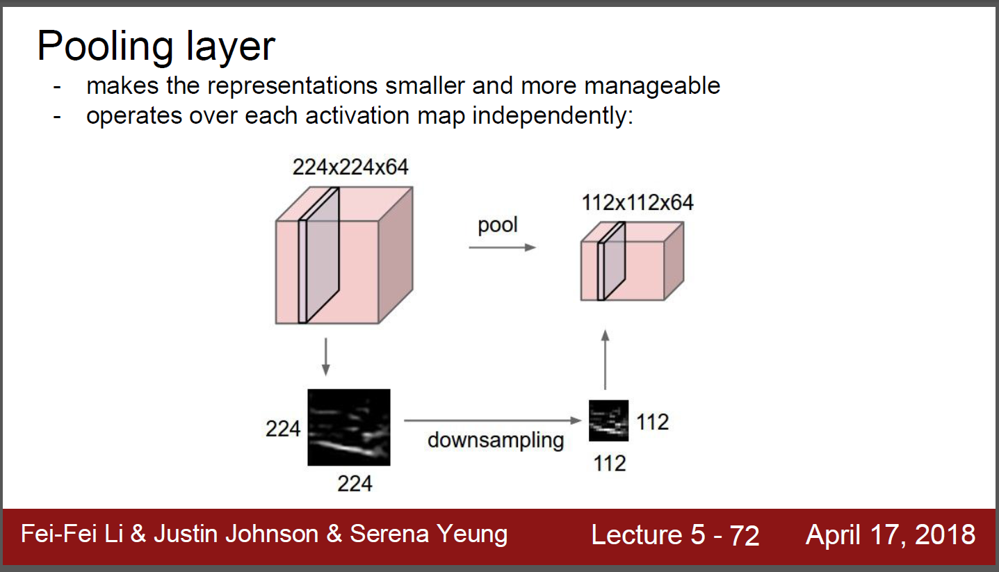 Pooling layer
- makes the representations smaller and more manageable
- operates over each activation map independently:
224x224x64
112x112x64
pool
224
224
downsampling
112
112
Fei-Fei Li & Justin Johnson & Serena Yeung
Lecture 5 - 72
April 17, 2018